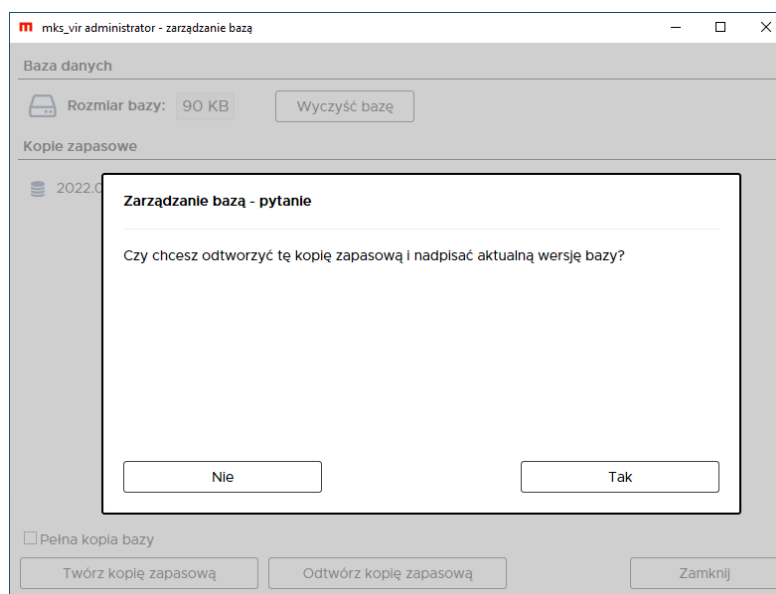 mks_vir administrator - zarządzanie bazą
Baza danych
Rozmiar bazy: 90 KB Wyczyść bazę
Kopie zapasowe
2022.0
Zarządzanie bazą - pytanie
Czy chcesz odtworzyć tę kopię zapasową i nadpisać aktualną wersję bazy?
Nie Tak
Pełna kopia bazy
Twórz kopię zapasową Odtwórz kopię zapasową Zamknij